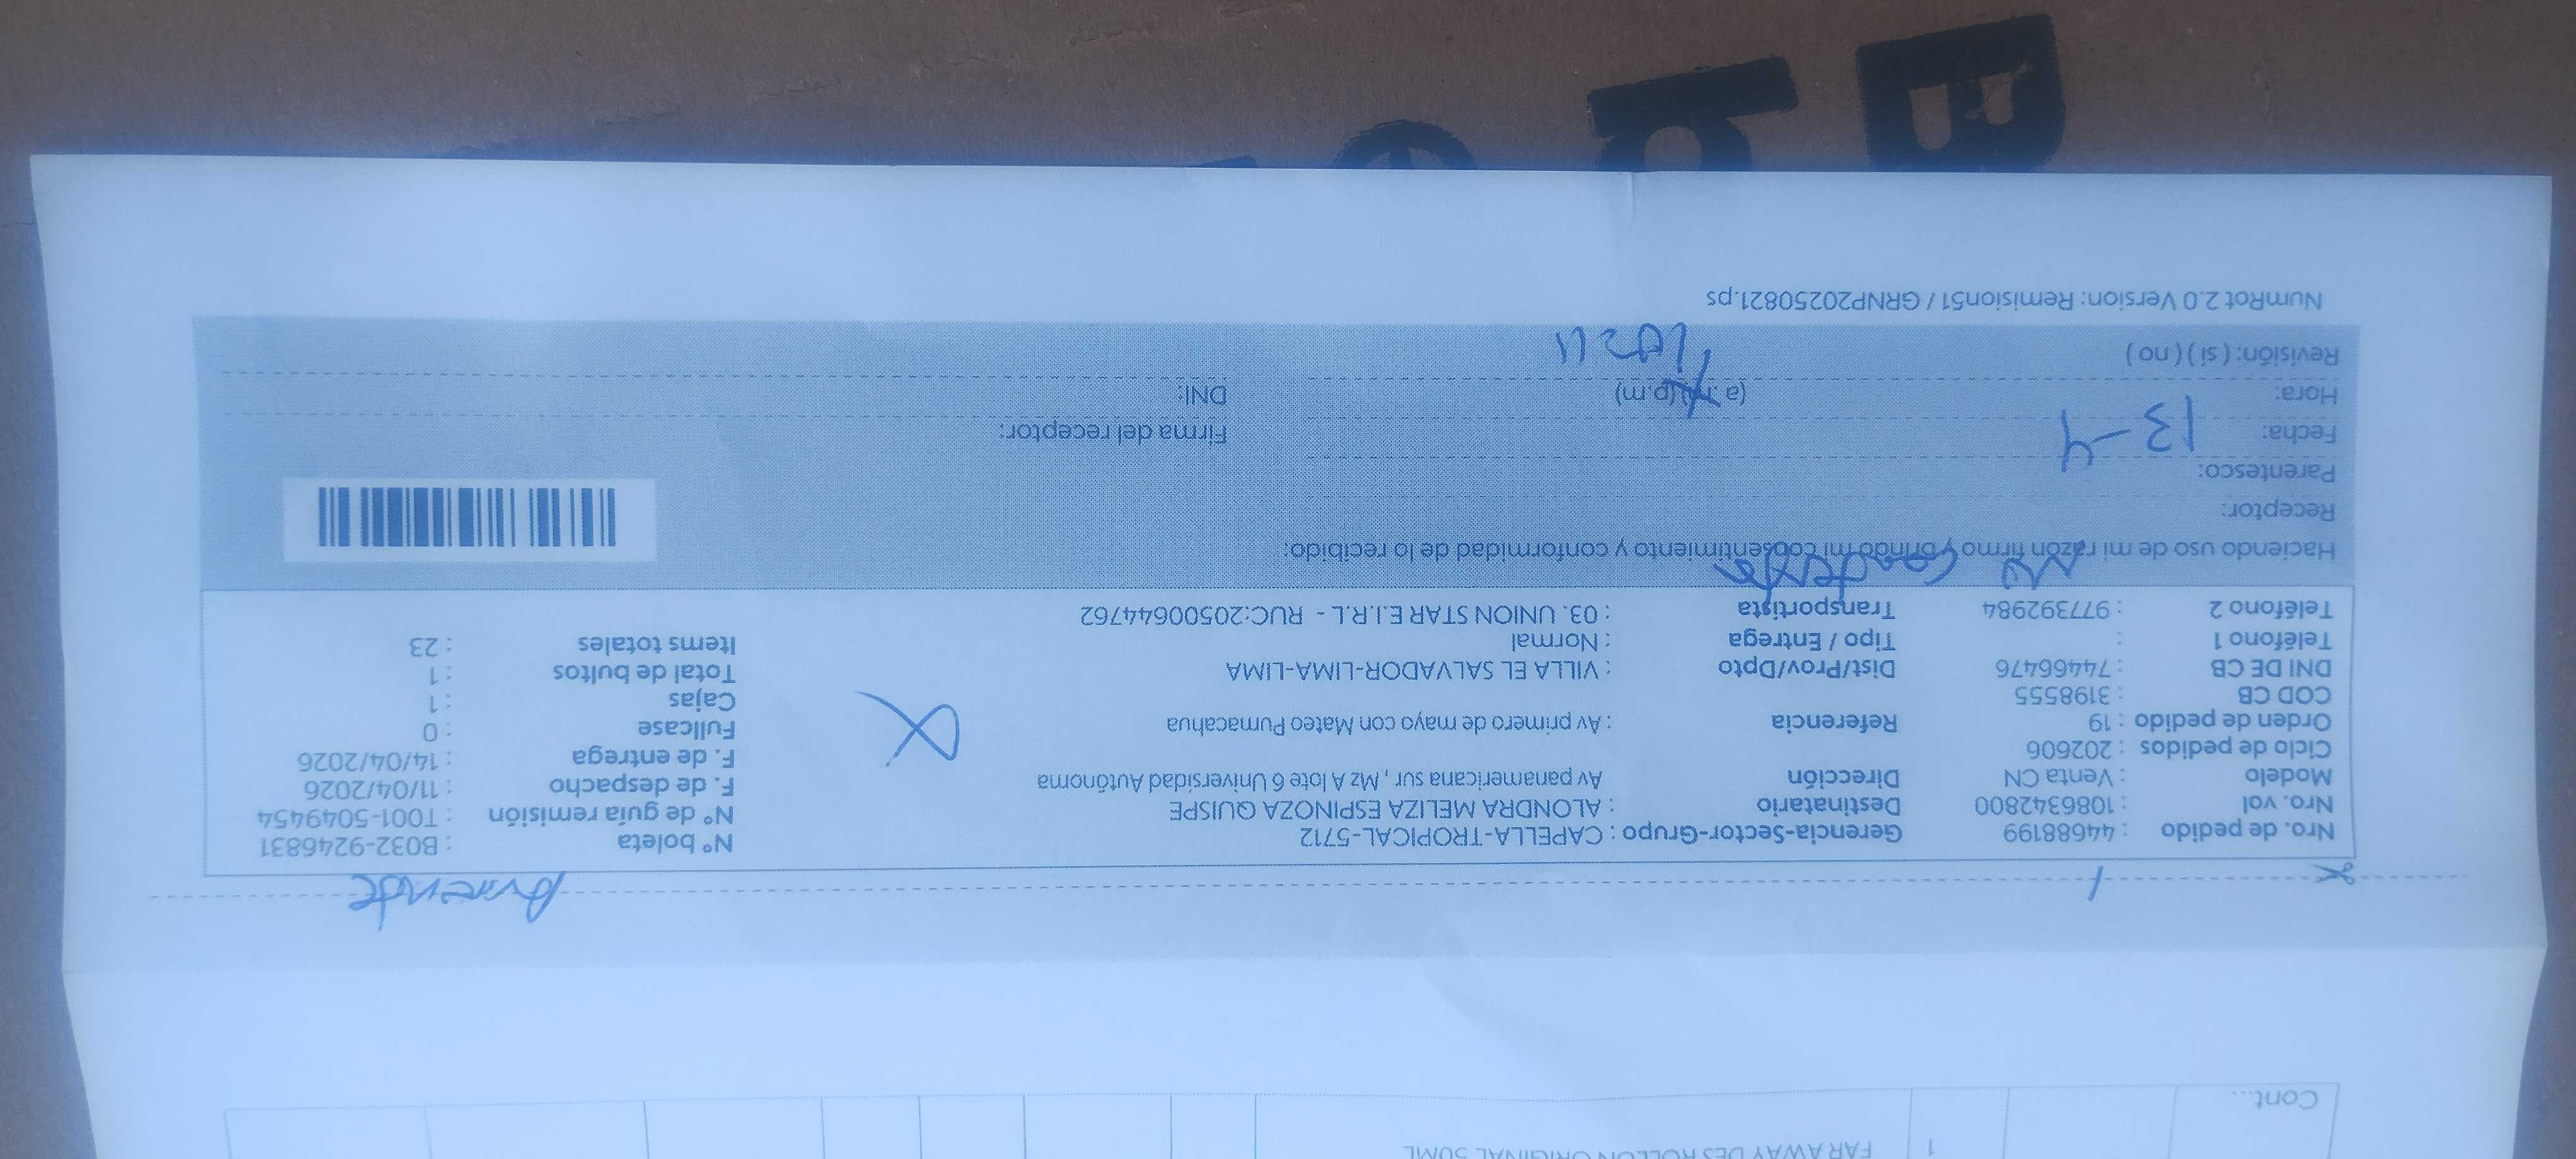 Cont...
1 FAR AWAY DES ROLLON ORIGINAL 50ML
Nro. de pedido : 44688199 Gerencia-Sector-Grupo : CAPELLA-TROPICAL-5712 N° boleta : B032-9246831
Nro. vol : 1086342800 Destinatario : ALONDRA MELIZA ESPINOZA QUISPE N° de guía remisión : T001-5049454
Modelo : Venta CN Dirección Av panamericana sur , Mz A lote 6 Universidad Autónoma F. de despacho : 11/04/2026
Ciclo de pedidos : 202606 F. de entrega : 14/04/2026
Orden de pedido : 19 Referencia : Av primero de mayo con Mateo Pumacahua Fullcase : 0
COD CB : 3198555 Cajas : 1
DNI DE CB : 74466476 Dist/Prov/Dpto : VILLA EL SALVADOR-LIMA-LIMA Total de bultos : 1
Teléfono 1 : Tipo / Entrega : Normal Items totales : 23
Teléfono 2 : 977392984 Transportista : 03. UNION STAR E.I.R.L - RUC:20500644762
Haciendo uso de mi razón firmo y brindo mi consentimiento y conformidad de lo recibido:
Receptor:
Parentesco:
Fecha: 13-4 Firma del receptor:
Hora: (a.m) (p.m) DNI:
Revisión: ( si ) ( no )
NumRot 2.0 Version: Remision51 / GRNP20250821.ps